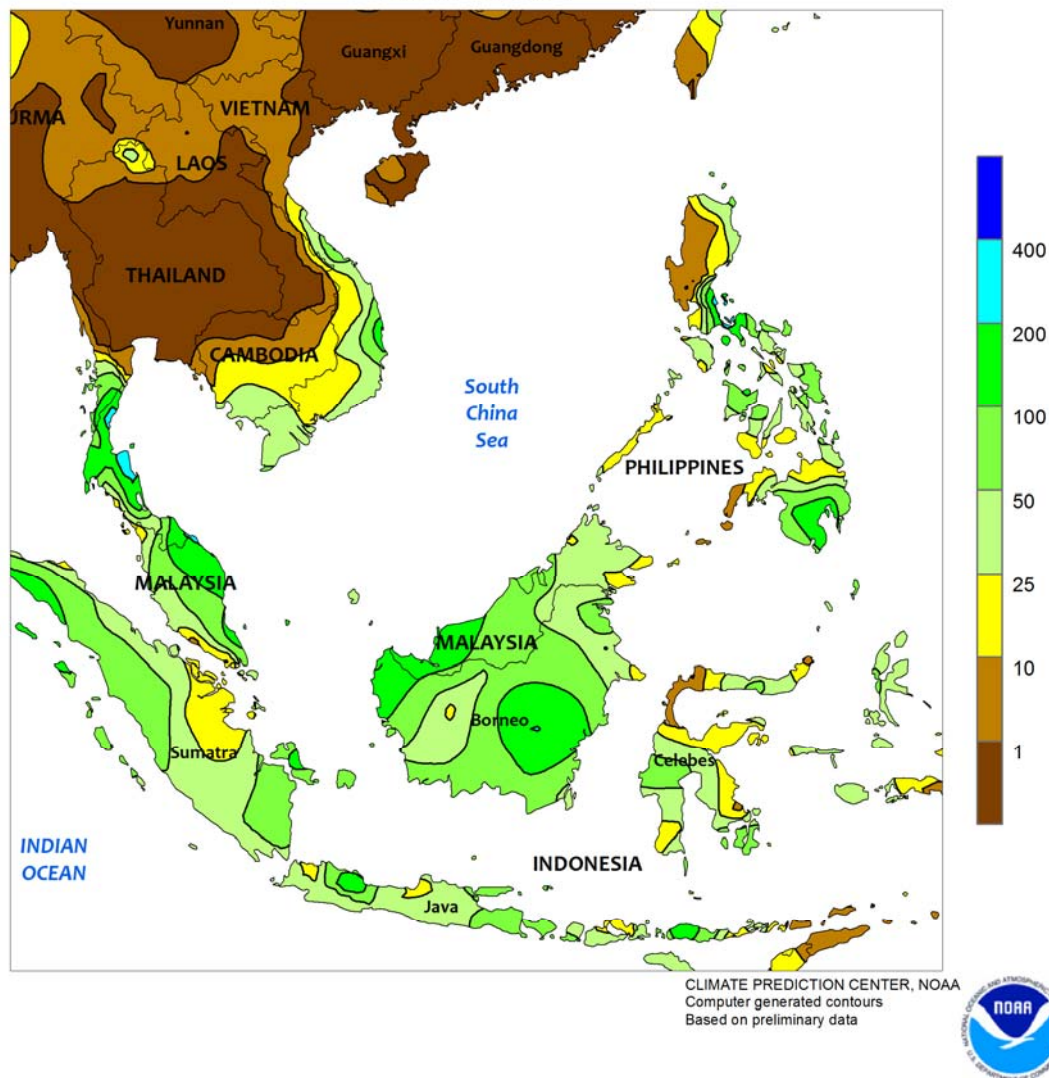 Yunnan
Guangxi
Guangdong
URMA
VIETNAM
LAOS
THAILAND
CAMBODIA
South
China
Sea
PHILIPPINES
MALAYSIA
MALAYSIA
Borneo
Sumatra
Celebes
INDIAN
OCEAN
INDONESIA
Java
400
200
100
50
25
10
1
CLIMATE PREDICTION CENTER, NOAA
Computer generated contours
Based on preliminary data
NOAA